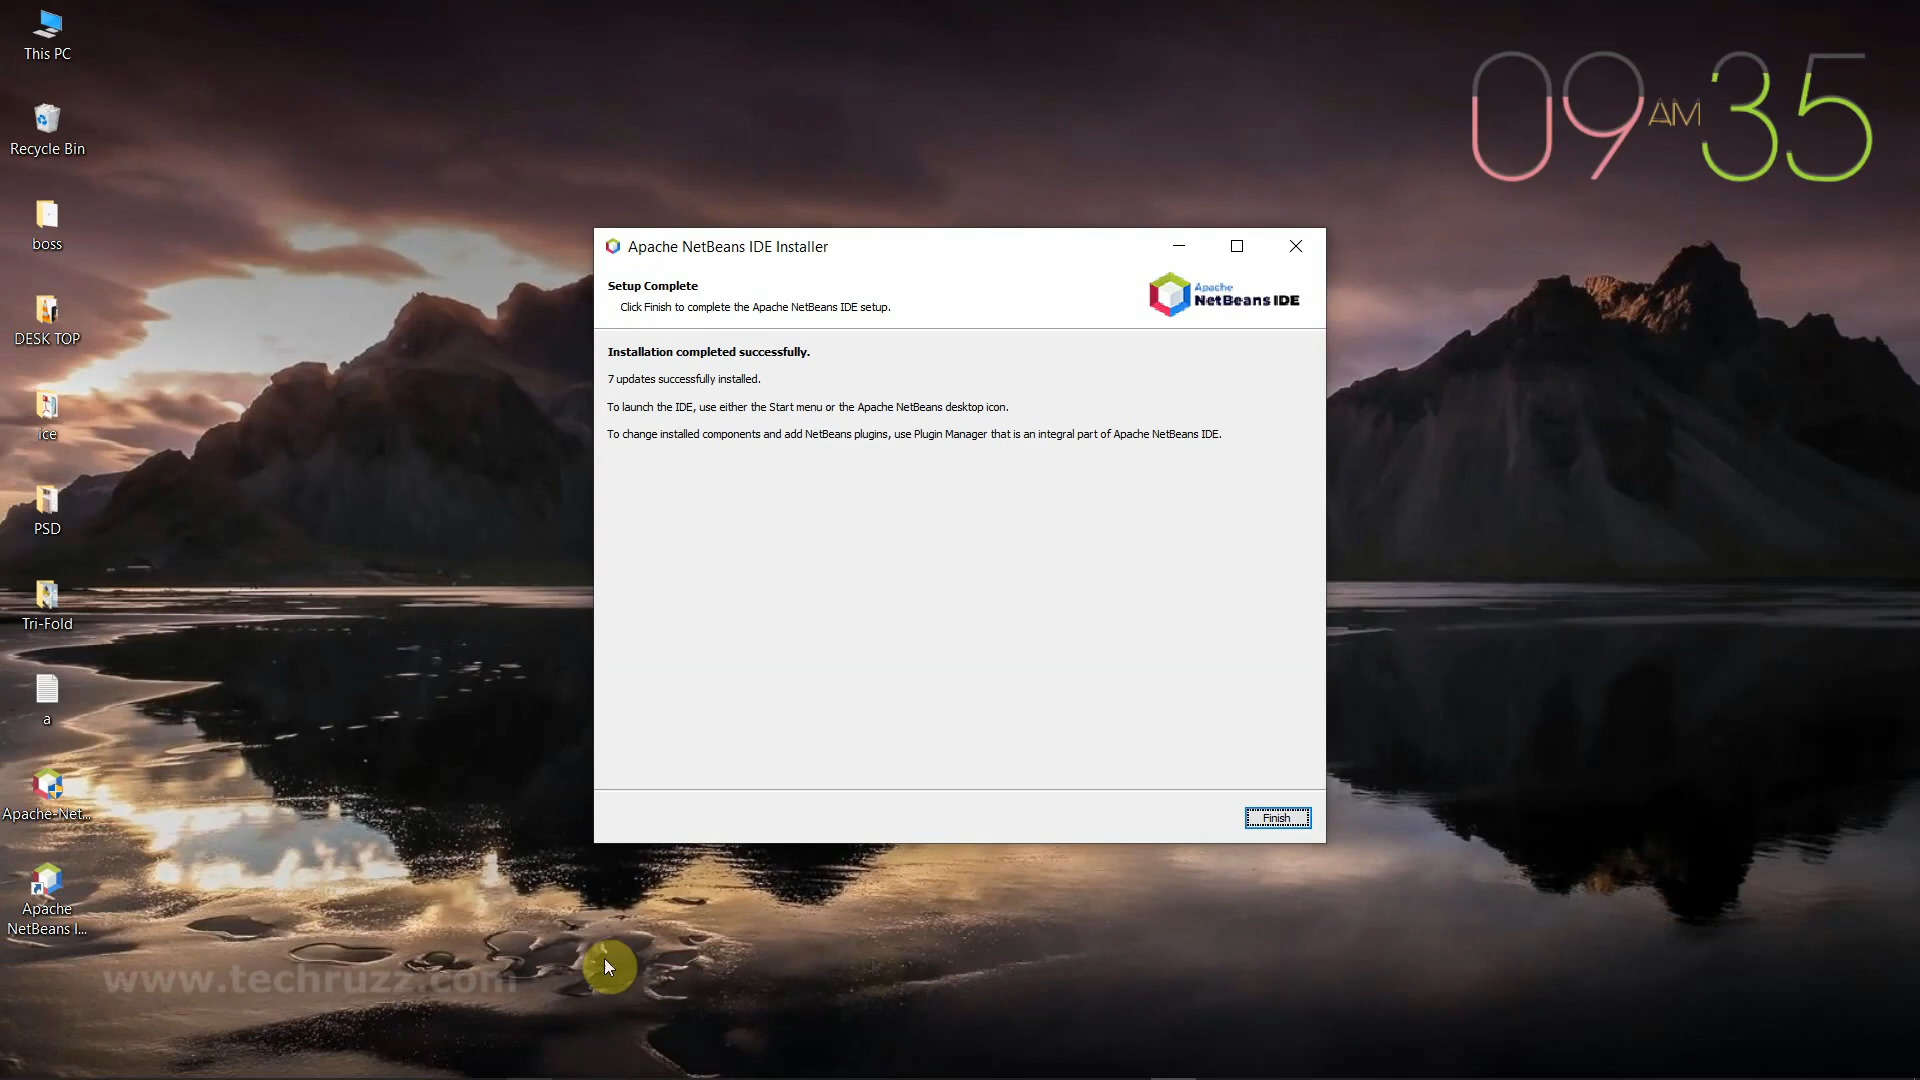 This PC
Recycle Bin
boss
DESK TOP
ice
PSD
Tri-Fold
a
Apache-Net...
Apache
NetBeans I...
09 AM 35
Apache NetBeans IDE Installer
Setup Complete
Click Finish to complete the Apache NetBeans IDE setup.
Apache
NetBeans IDE
Installation completed successfully.
7 updates successfully installed.
To launch the IDE, use either the Start menu or the Apache NetBeans desktop icon.
To change installed components and add NetBeans plugins, use Plugin Manager that is an integral part of Apache NetBeans IDE.
Finish
www.techruzz.com